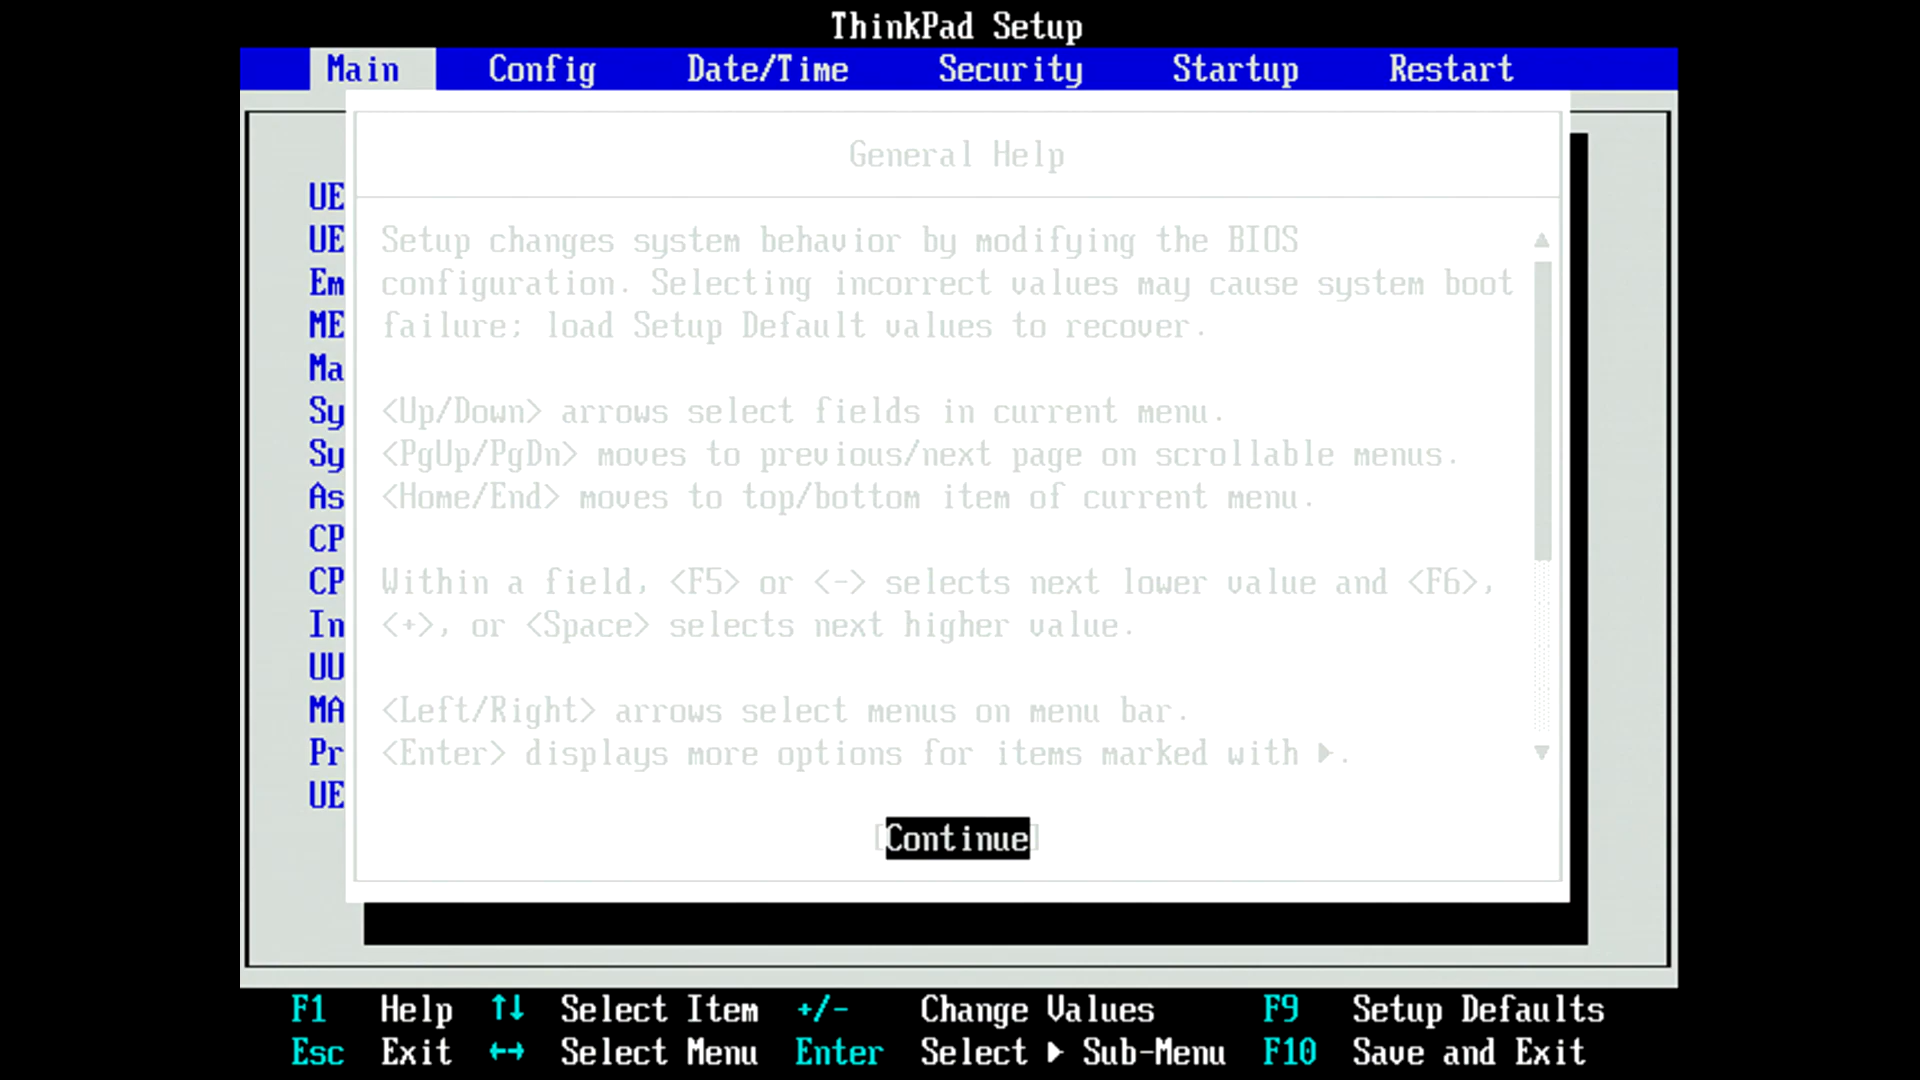 ThinkPad Setup
Main Config Date/Time Security Startup Restart
General Help
UE
UE
Em
ME
Ma
Sy
Sy
As
CP
CP
In
UU
MA
Pr
UE
Setup changes system behavior by modifying the BIOS
configuration. Selecting incorrect values may cause system boot
failure; load Setup Default values to recover.
<Up/Down> arrows select fields in current menu.
<PgUp/PgDn> moves to previous/next page on scrollable menus.
<Home/End> moves to top/bottom item of current menu.
Within a field, <F5> or <-> selects next lower value and <F6>,
<+>, or <Space> selects next higher value.
<Left/Right> arrows select menus on menu bar.
<Enter> displays more options for items marked with ▶.
[Continue]
F1 Help ↑↓ Select Item +/- Change Values F9 Setup Defaults
Esc Exit ↔ Select Menu Enter Select ▶ Sub-Menu F10 Save and Exit